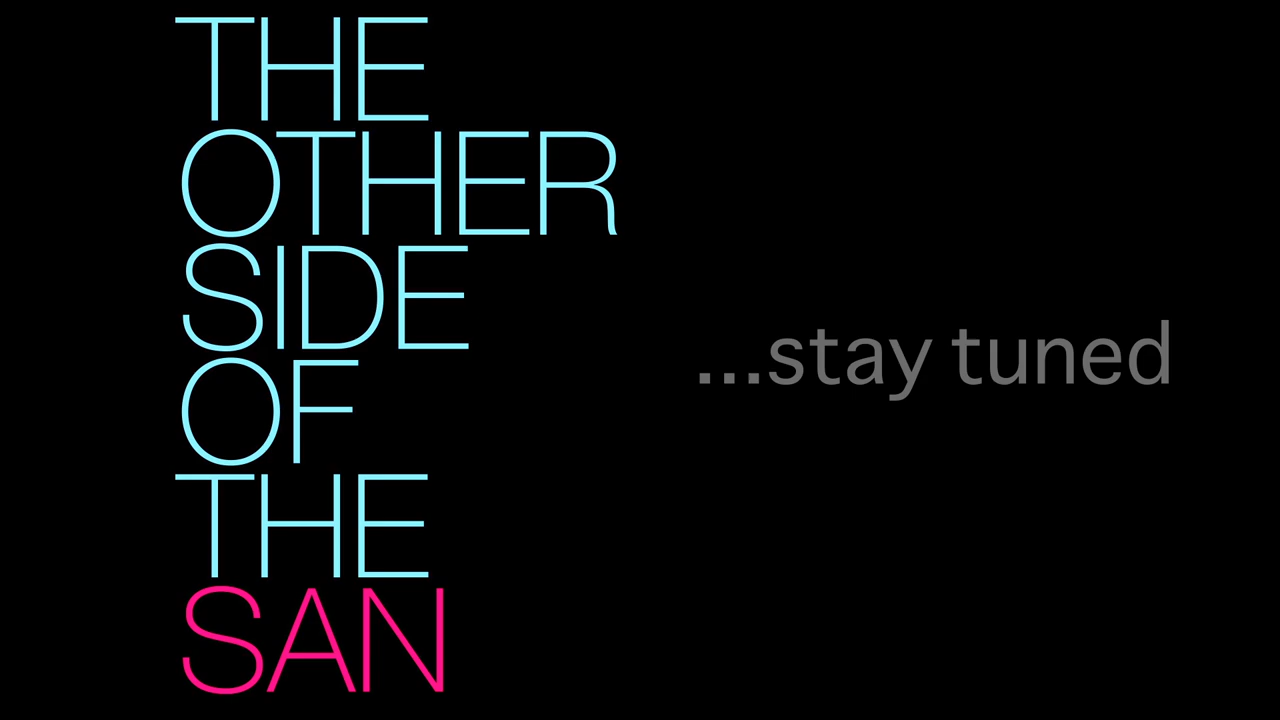 THE
OTHER
SIDE
OF
THE
SAN
...stay tuned